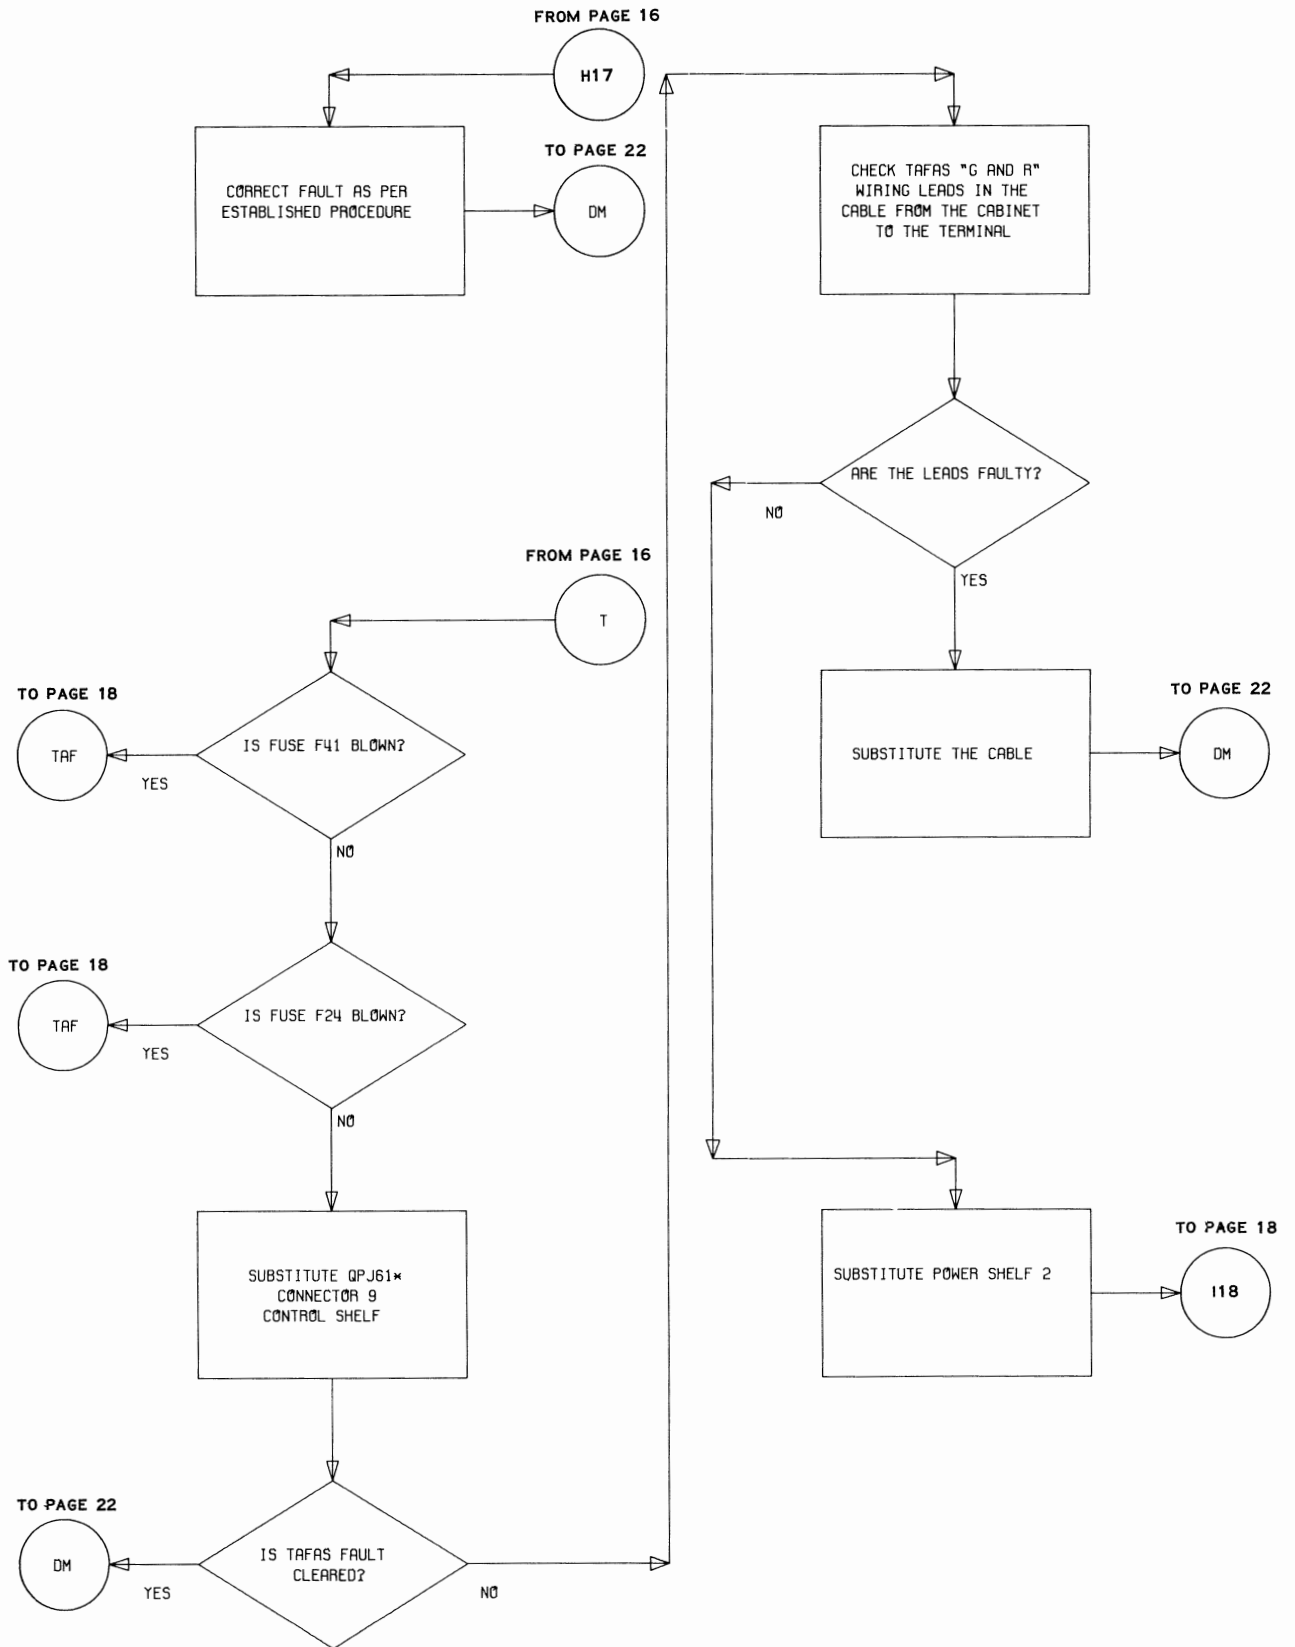 FROM PAGE 16
H17
CORRECT FAULT AS PER
ESTABLISHED PROCEDURE
TO PAGE 22
DM
FROM PAGE 16
T
IS FUSE F41 BLOWN?
YES
TO PAGE 18
TAF
NO
IS FUSE F24 BLOWN?
YES
TO PAGE 18
TAF
NO
SUBSTITUTE QPJ61*
CONNECTOR 9
CONTROL SHELF
IS TAFAS FAULT
CLEARED?
YES
TO PAGE 22
DM
NO
CHECK TAFAS "G AND R"
WIRING LEADS IN THE
CABLE FROM THE CABINET
TO THE TERMINAL
ARE THE LEADS FAULTY?
NO
YES
SUBSTITUTE THE CABLE
TO PAGE 22
DM
SUBSTITUTE POWER SHELF 2
TO PAGE 18
I18